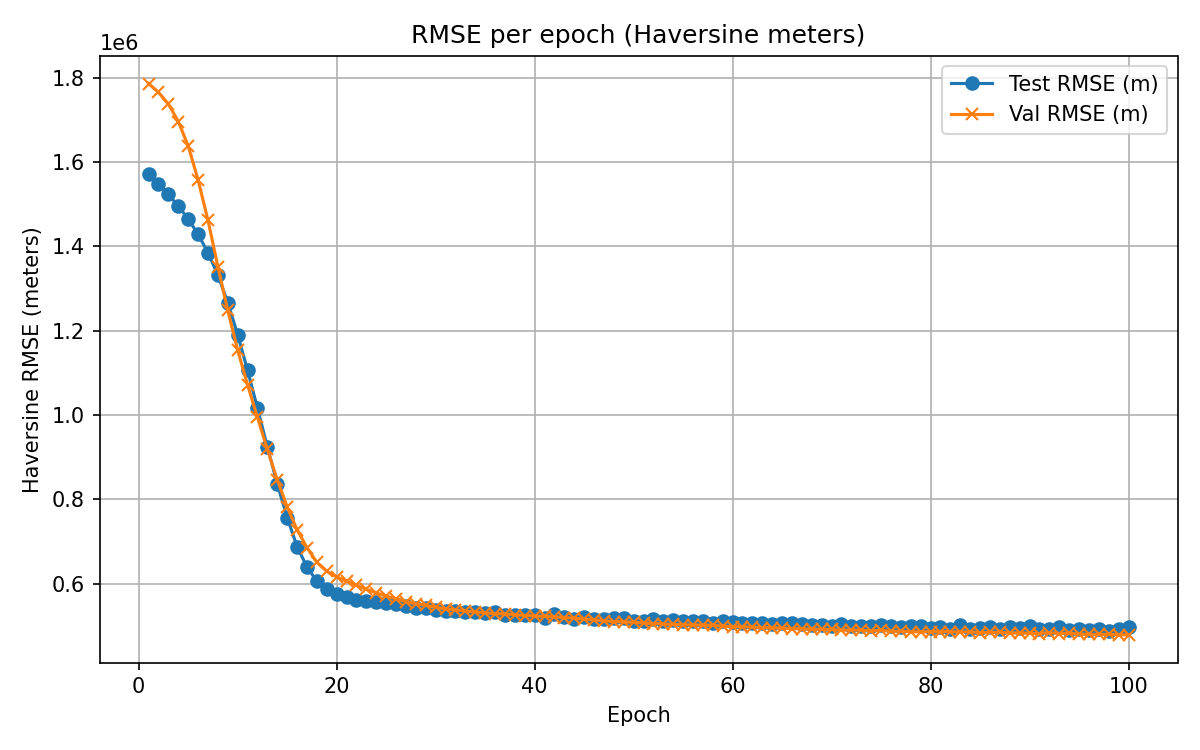 RMSE per epoch (Haversine meters)
1e6
1.8
1.6
1.4
1.2
1.0
0.8
0.6
Haversine RMSE (meters)
Test RMSE (m)
Val RMSE (m)
0 20 40 60 80 100
Epoch